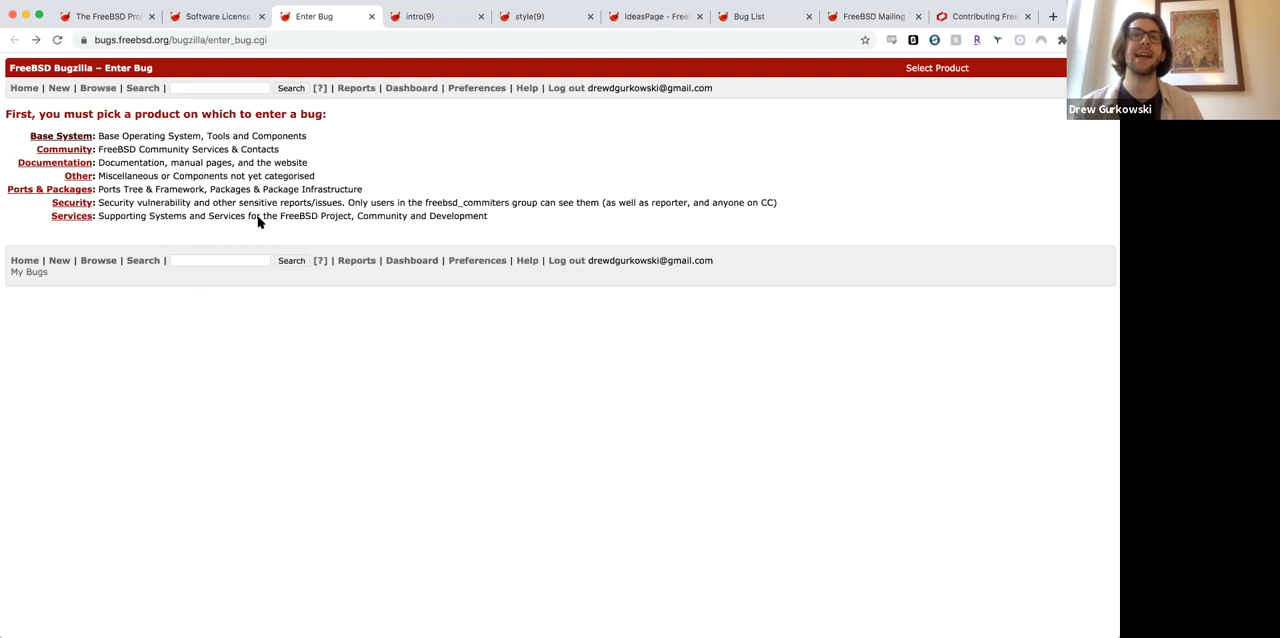 The FreeBSD Pro
Software License
Enter Bug
intro(9)
style(9)
IdeasPage - Free
Bug List
FreeBSD Mailing
Contributing Free
bugs.freebsd.org/bugzilla/enter_bug.cgi
FreeBSD Bugzilla – Enter Bug
Select Product
Home | New | Browse | Search | Search [?] | Reports | Dashboard | Preferences | Help | Log out drewdgurkowski@gmail.com
Drew Gurkowski
First, you must pick a product on which to enter a bug:
Base System: Base Operating System, Tools and Components
Community: FreeBSD Community Services & Contacts
Documentation: Documentation, manual pages, and the website
Other: Miscellaneous or Components not yet categorised
Ports & Packages: Ports Tree & Framework, Packages & Package Infrastructure
Security: Security vulnerability and other sensitive reports/issues. Only users in the freebsd_commiters group can see them (as well as reporter, and anyone on CC)
Services: Supporting Systems and Services for the FreeBSD Project, Community and Development
Home | New | Browse | Search | Search [?] | Reports | Dashboard | Preferences | Help | Log out drewdgurkowski@gmail.com
My Bugs